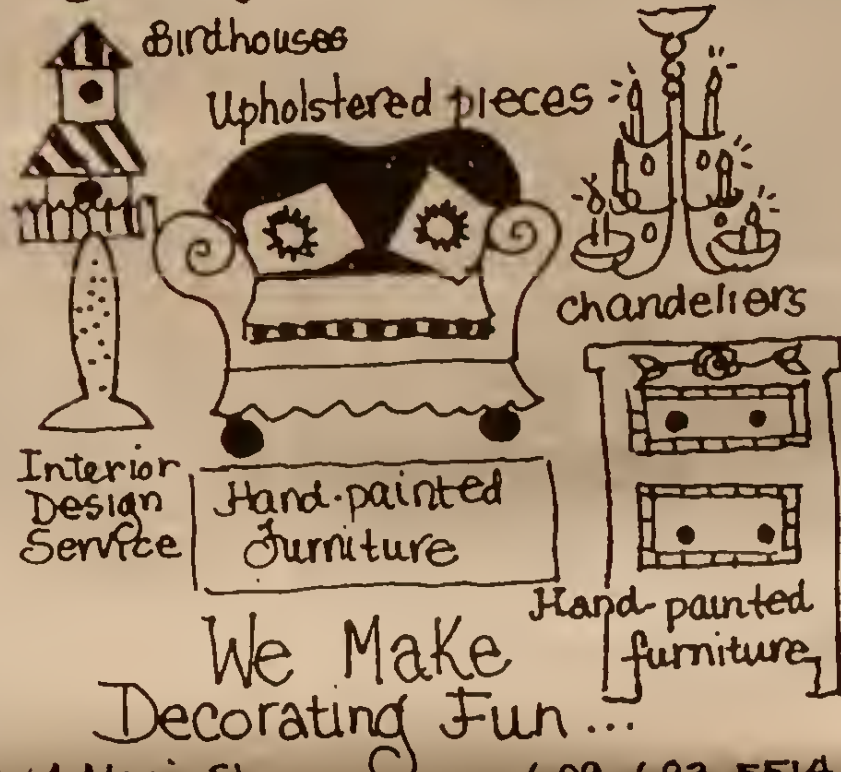 Birdhouses
Upholstered pieces
chandeliers
Interior
Design
Service
Hand-painted
Furniture
Hand-painted
furniture
We Make
Decorating Fun...